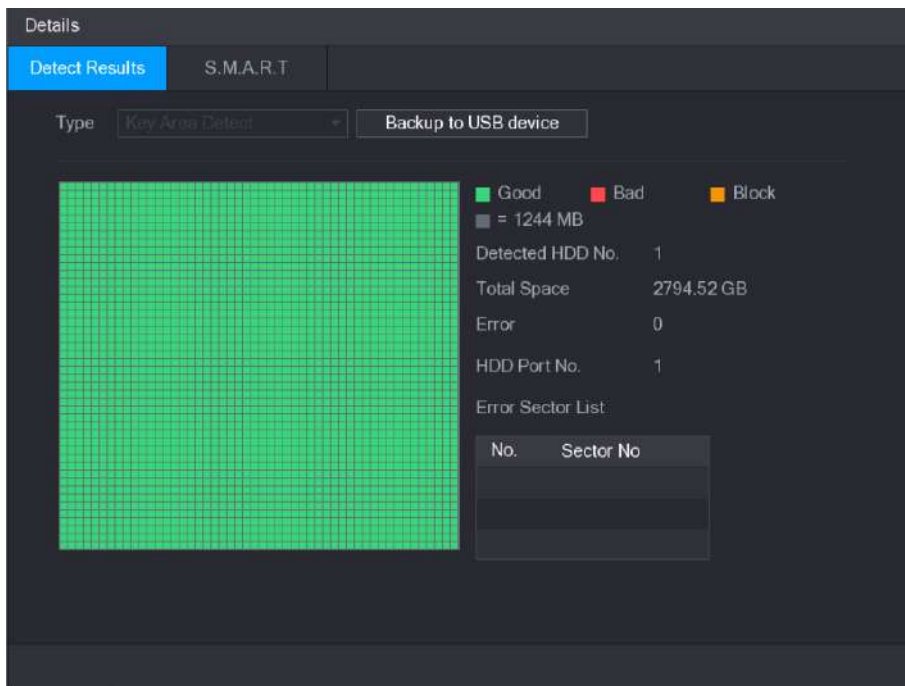 Details
Detect Results S.M.A.R.T
Type Key Area Detect Backup to USB device
Good Bad Block
= 1244 MB
Detected HDD No. 1
Total Space 2794.52 GB
Error 0
HDD Port No. 1
Error Sector List
No. Sector No